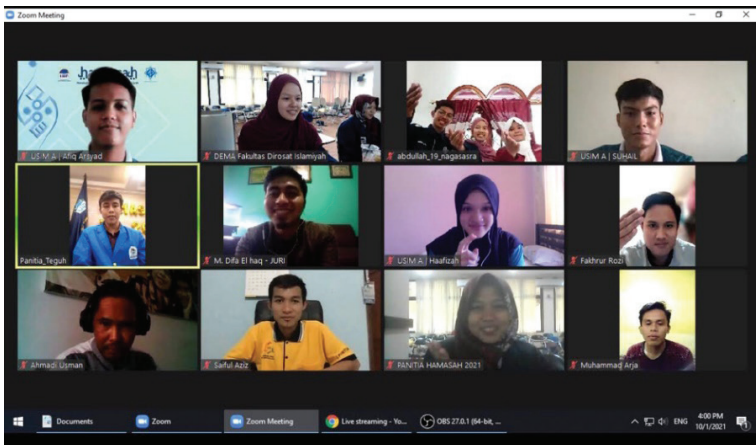 Zoom Meeting
hamasah
USIM A | Afiq Arsyad
DEMA Fakultas Dirosat Islamiyah
abdullah_19_nagasasra
USIM A | SUHAIL
Panitia_Teguh
M. Difa El haq - JURI
USIM A | Haafizah
Fakhrur Rozi
Ahmadi Usman
Saiful Aziz
PANITIA HAMASAH 2021
Muhammad Arja
Documents
Zoom
Zoom Meeting
Live streaming - Yo...
OBS 27.0.1 (64-bit, ...
ENG
4:00 PM
10/1/2021